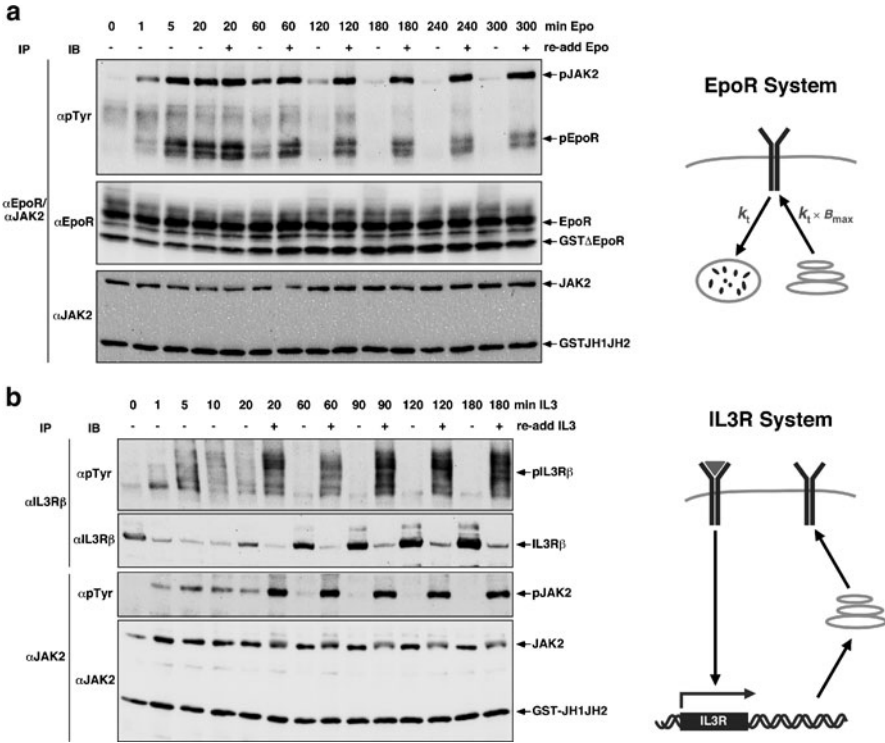 a
0 1 5 20 20 60 60 120 120 180 180 240 240 300 300 min Epo
IP IB - - - - + - + - + - + - + - + re-add Epo
αEpoR/
αJAK2
αpTyr
pJAK2
pEpoR
αEpoR
EpoR
GSTΔEpoR
αJAK2
JAK2
GSTJH1JH2
EpoR System
kt
kt × Bmax
b
0 1 5 10 20 20 60 60 90 90 120 120 180 180 min IL3
IP IB - - - - - + - + - + - + - + re-add IL3
αIL3Rβ
αpTyr
pIL3Rβ
αIL3Rβ
IL3Rβ
αJAK2
αpTyr
pJAK2
αJAK2
JAK2
GST-JH1JH2
IL3R System
IL3R